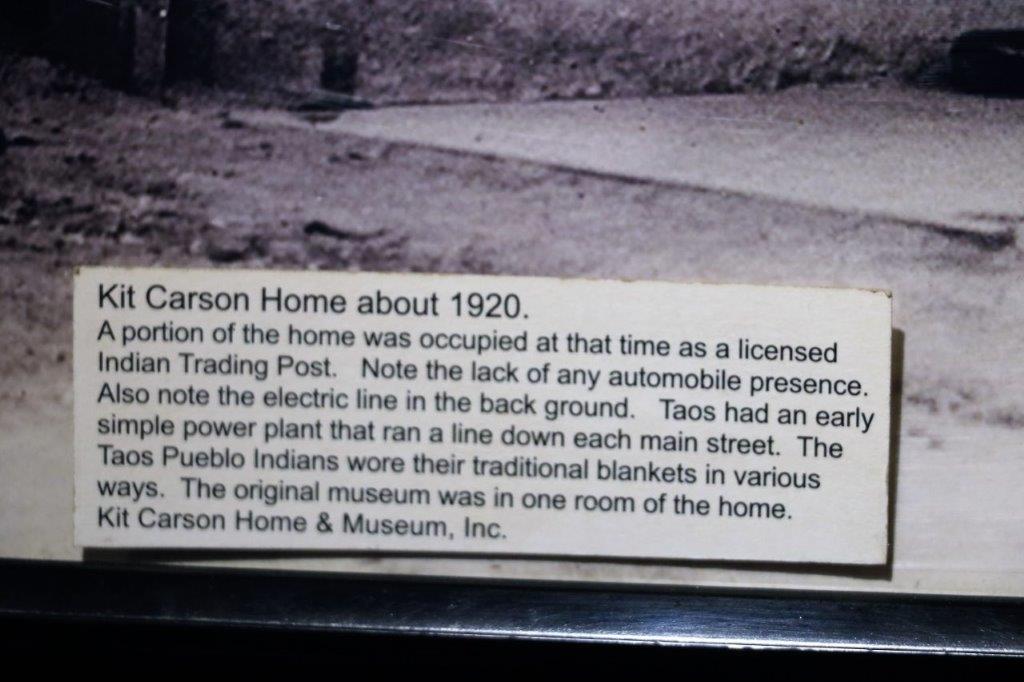 Kit Carson Home about 1920.
A portion of the home was occupied at that time as a licensed
Indian Trading Post. Note the lack of any automobile presence.
Also note the electric line in the back ground. Taos had an early
simple power plant that ran a line down each main street. The
Taos Pueblo Indians wore their traditional blankets in various
ways. The original museum was in one room of the home.
Kit Carson Home & Museum, Inc.